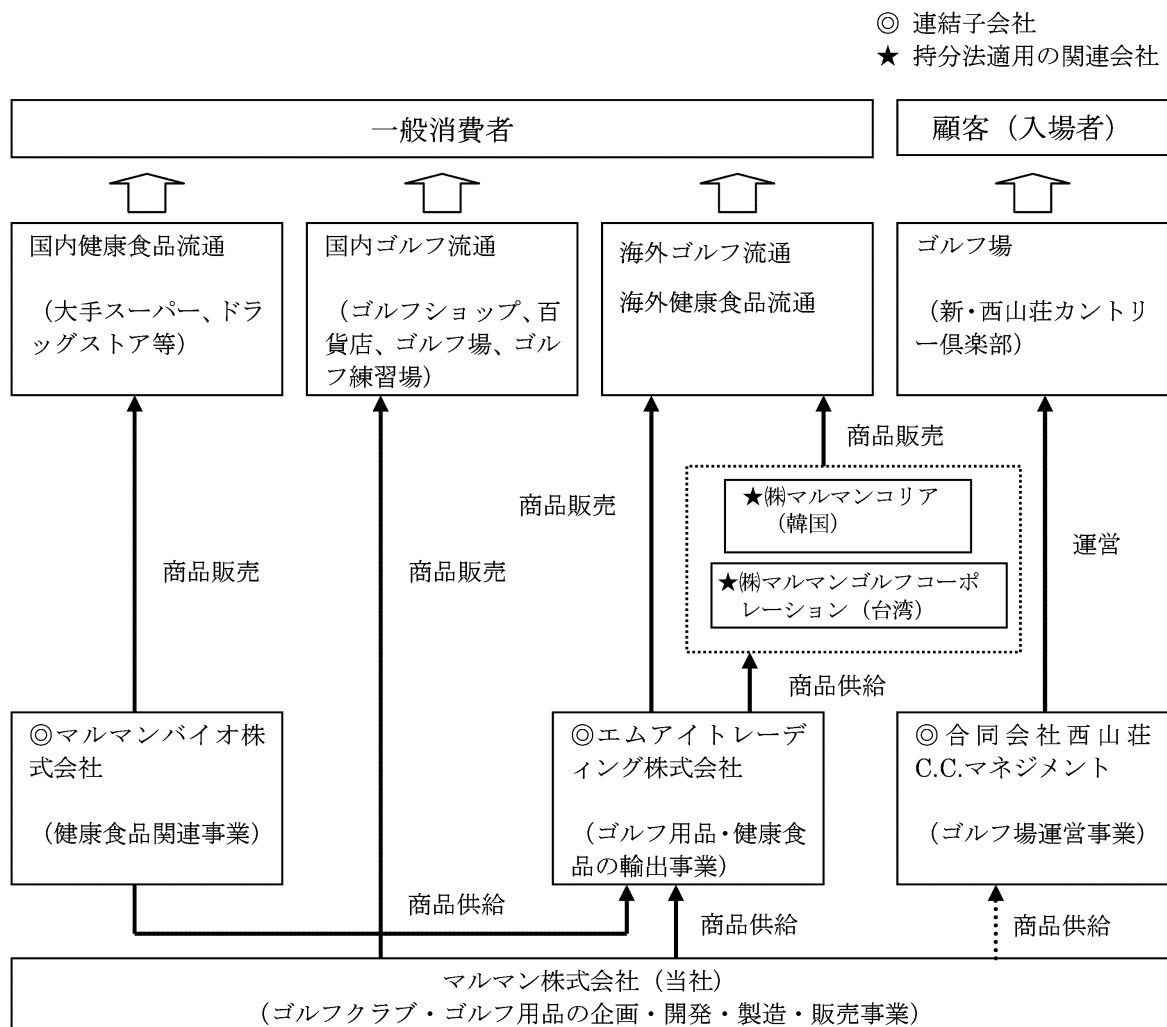 ◎ 連結子会社
★ 持分法適用の関連会社
一般消費者
顧客（入場者）
国内健康食品流通
（大手スーパー、ドラ
ッグストア等）
国内ゴルフ流通
（ゴルフショップ、百
貨店、ゴルフ場、ゴル
フ練習場）
海外ゴルフ流通
海外健康食品流通
ゴルフ場
（新・西山荘カントリ
ー倶楽部）
商品販売
★㈱マルマンコリア
（韓国）
★㈱マルマンゴルフコーポ
レーション（台湾）
商品販売
商品販売
商品販売
運営
商品供給
◎マルマンバイオ株
式会社
（健康食品関連事業）
◎エムアイトレーデ
ィング株式会社
（ゴルフ用品・健康食
品の輸出事業）
◎合同会社西山荘
C.C.マネジメント
（ゴルフ場運営事業）
商品供給
商品供給
商品供給
マルマン株式会社（当社）
（ゴルフクラブ・ゴルフ用品の企画・開発・製造・販売事業）